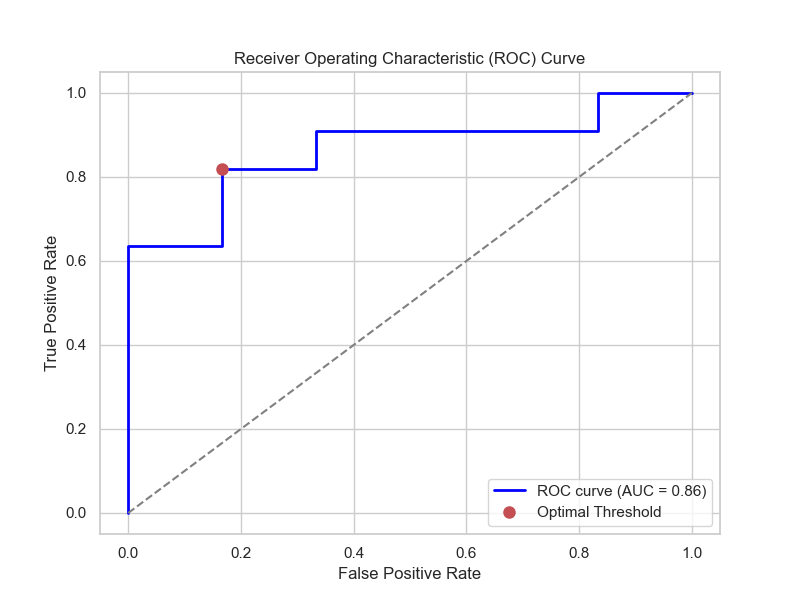 Receiver Operating Characteristic (ROC) Curve
1.0
0.8
0.6
0.4
0.2
0.0
True Positive Rate
0.0 0.2 0.4 0.6 0.8 1.0
False Positive Rate
ROC curve (AUC = 0.86)
Optimal Threshold